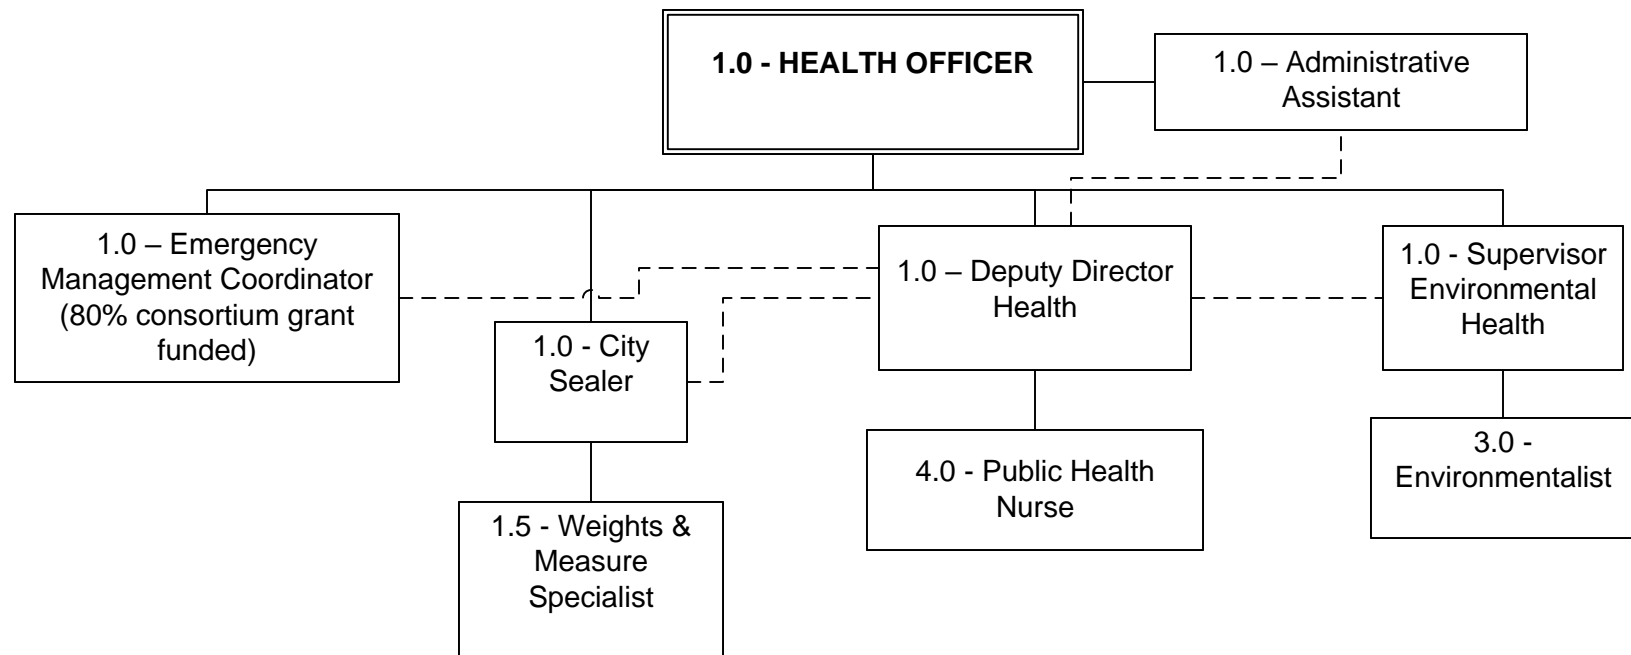 1.0 - HEALTH OFFICER
1.0 – Administrative
Assistant
1.0 – Emergency
Management Coordinator
(80% consortium grant
funded)
1.0 - City
Sealer
1.0 – Deputy Director
Health
1.0 - Supervisor
Environmental
Health
1.5 - Weights &
Measure
Specialist
4.0 - Public Health
Nurse
3.0 -
Environmentalist